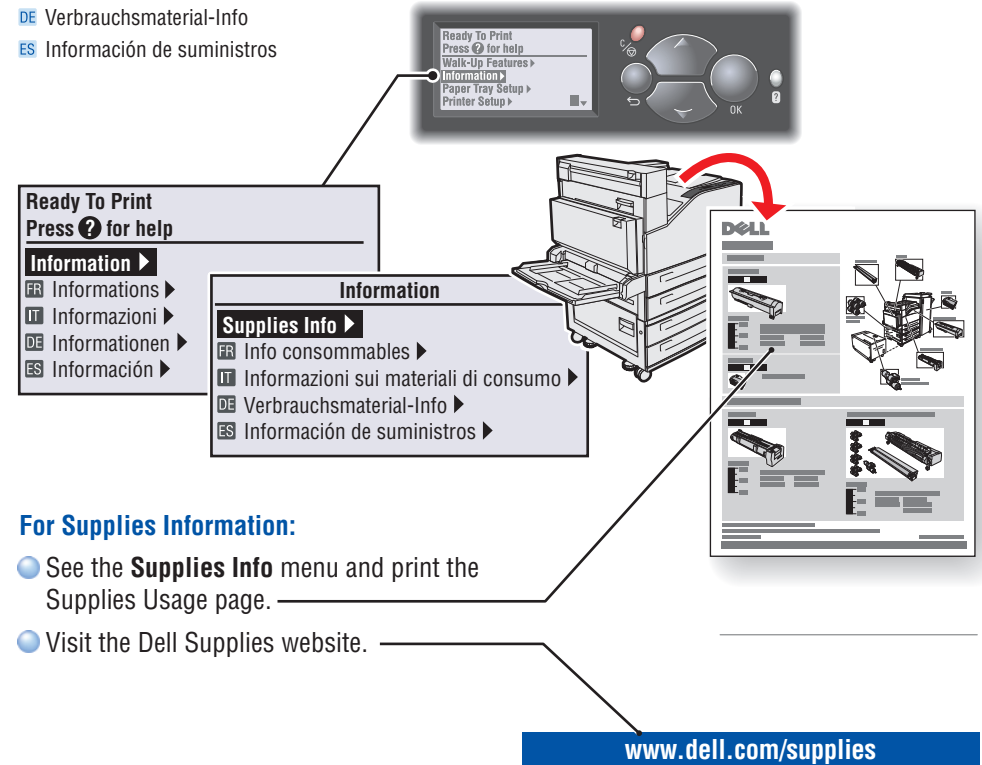 DE Verbrauchsmaterial-Info
ES Información de suministros
Ready To Print
Press ? for help
Walk-Up Features
Information
Paper Tray Setup
Printer Setup
C/
OK
?
Ready To Print
Press ? for help
Information
FR Informations
IT Informazioni
DE Informationen
ES Información
Information
Supplies Info
FR Info consommables
IT Informazioni sui materiali di consumo
DE Verbrauchsmaterial-Info
ES Información de suministros
DELL
For Supplies Information:
See the Supplies Info menu and print the
Supplies Usage page.
Visit the Dell Supplies website.
www.dell.com/supplies